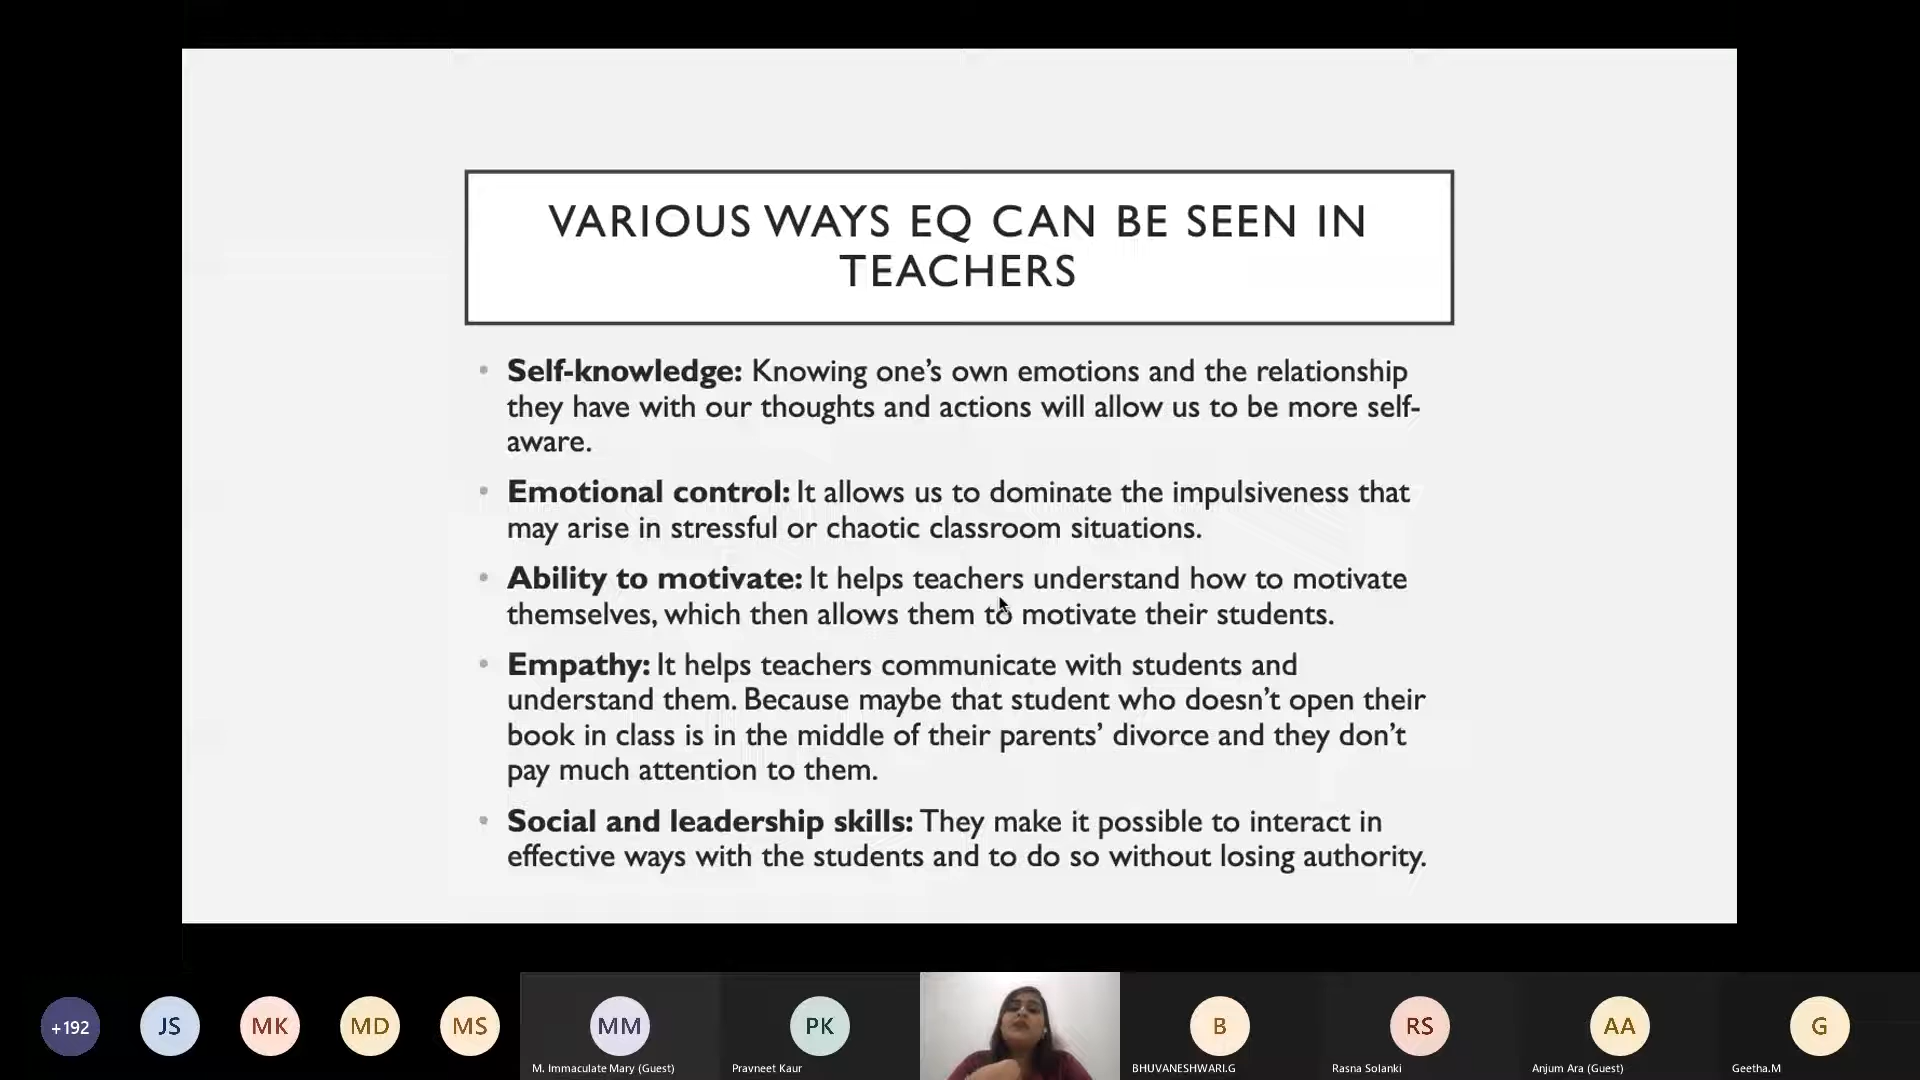 VARIOUS WAYS EQ CAN BE SEEN IN
TEACHERS
• Self-knowledge: Knowing one’s own emotions and the relationship
they have with our thoughts and actions will allow us to be more self-
aware.
• Emotional control: It allows us to dominate the impulsiveness that
may arise in stressful or chaotic classroom situations.
• Ability to motivate: It helps teachers understand how to motivate
themselves, which then allows them to motivate their students.
• Empathy: It helps teachers communicate with students and
understand them. Because maybe that student who doesn’t open their
book in class is in the middle of their parents’ divorce and they don’t
pay much attention to them.
• Social and leadership skills: They make it possible to interact in
effective ways with the students and to do so without losing authority.
+192
JS
MK
MD
MS
MM
PK
B
RS
AA
G
M. Immaculate Mary (Guest)
Pravneet Kaur
BHUVANESHWARI.G
Rasna Solanki
Anjum Ara (Guest)
Geetha.M